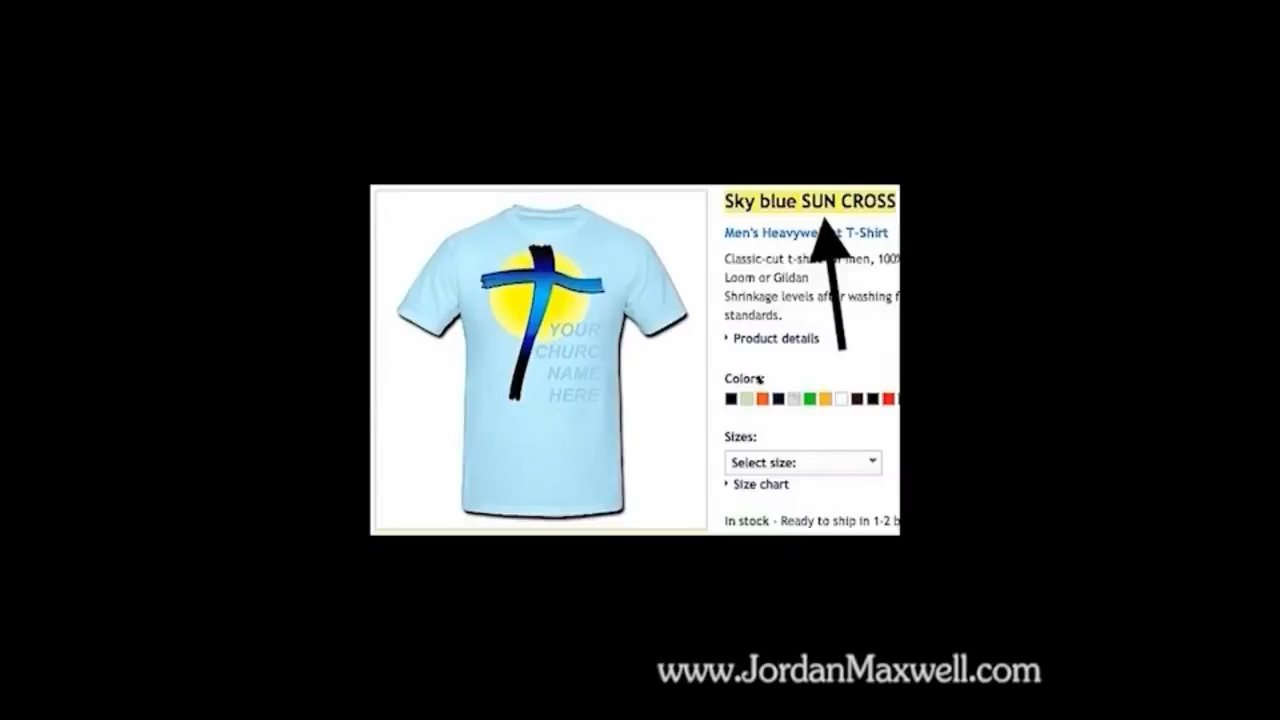 Sky blue SUN CROSS
Men's Heavywe t T-Shirt
Classic-cut t-sh men, 100%
Loom or Gildan
Shrinkage levels after washing f
standards.
Product details
Colors:
Sizes:
Select size:
Size chart
In stock - Ready to ship in 1-2 b
YOUR
CHURC
NAME
HERE
www.JordanMaxwell.com